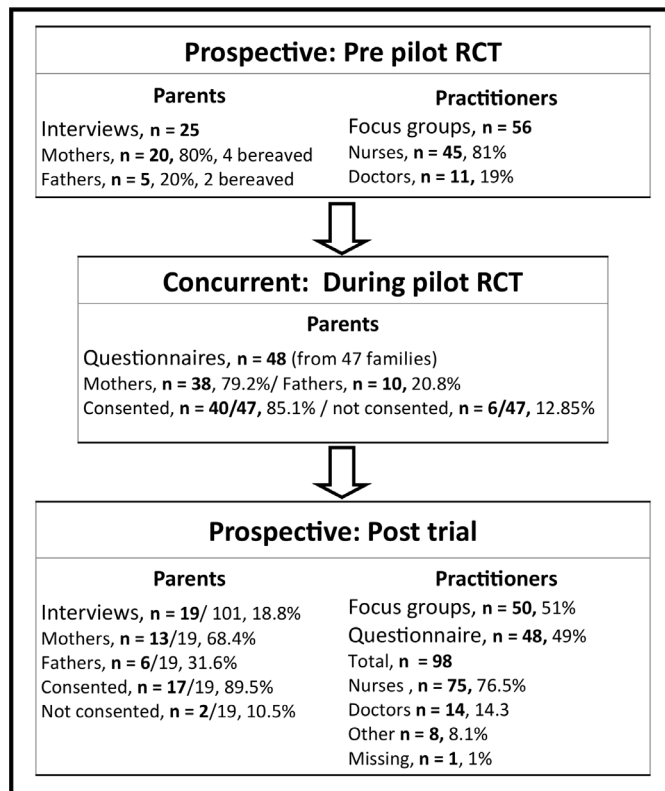 Prospective: Pre pilot RCT
Parents
Interviews, n = 25
Mothers, n = 20, 80%, 4 bereaved
Fathers, n = 5, 20%, 2 bereaved
Practitioners
Focus groups, n = 56
Nurses, n = 45, 81%
Doctors, n = 11, 19%
Concurrent: During pilot RCT
Parents
Questionnaires, n = 48 (from 47 families)
Mothers, n = 38, 79.2%/ Fathers, n = 10, 20.8%
Consented, n = 40/47, 85.1% / not consented, n = 6/47, 12.85%
Prospective: Post trial
Parents
Interviews, n = 19/ 101, 18.8%
Mothers, n = 13/19, 68.4%
Fathers, n = 6/19, 31.6%
Consented, n = 17/19, 89.5%
Not consented, n = 2/19, 10.5%
Practitioners
Focus groups, n = 50, 51%
Questionnaire, n = 48, 49%
Total, n = 98
Nurses , n = 75, 76.5%
Doctors n = 14, 14.3
Other n = 8, 8.1%
Missing, n = 1, 1%